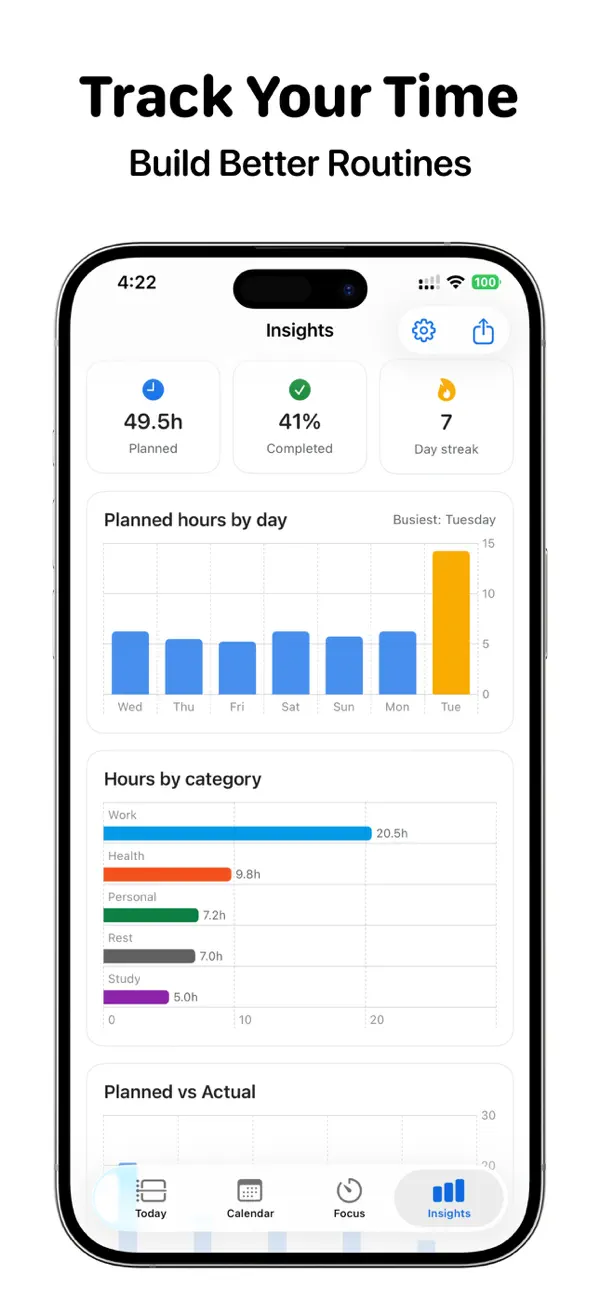 Track Your Time
Build Better Routines
4:22
100
Insights
49.5h
Planned
41%
Completed
7
Day streak
Planned hours by day
Busiest: Tuesday
15
10
5
0
Wed Thu Fri Sat Sun Mon Tue
Hours by category
Work
20.5h
Health
9.8h
Personal
7.2h
Rest
7.0h
Study
5.0h
0 10 20
Planned vs Actual
30
20
Today Calendar Focus Insights